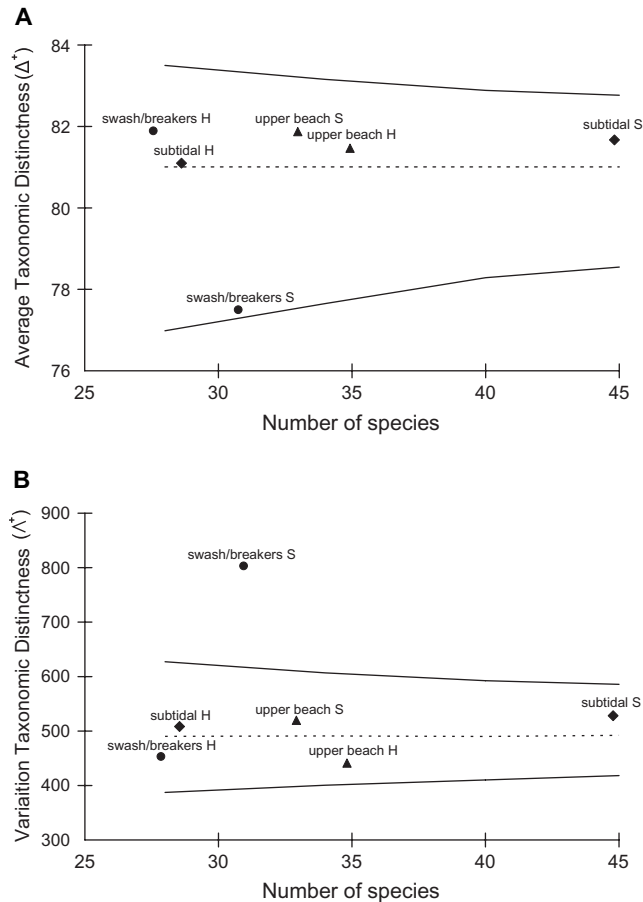 A
Average Taxonomic Distinctness (Δ⁺)
84
82
80
78
76
swash/breakers H
subtidal H
upper beach S
upper beach H
subtidal S
swash/breakers S
25 30 35 40 45
Number of species
B
Variaition Taxonomic Distinctness (Λ⁺)
900
800
700
600
500
400
300
swash/breakers S
subtidal H
upper beach S
subtidal S
swash/breakers H
upper beach H
25 30 35 40 45
Number of species